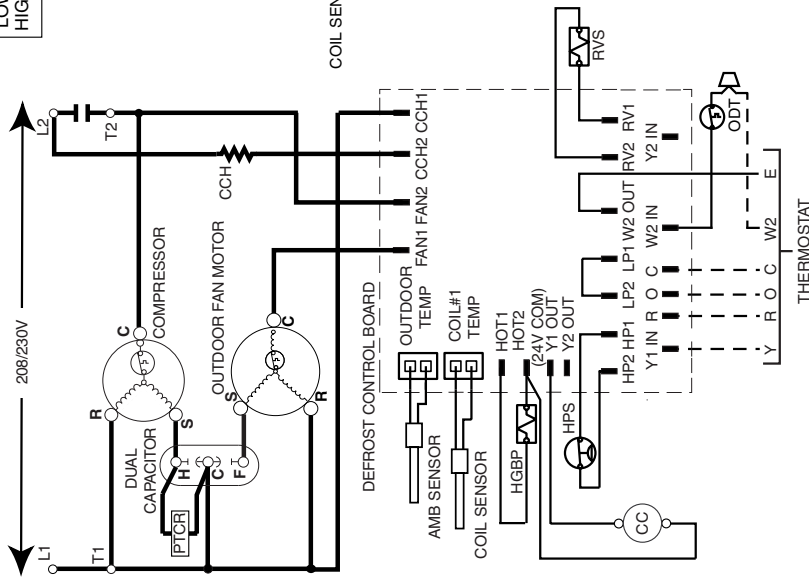 HIG
COIL SEN
208/230V
L1
L2
T1
T2
R
C
S
COMPRESSOR
CCH
DUAL
CAPACITOR
H
C
F
PTCR
OUTDOOR FAN MOTOR
S
C
R
DEFROST CONTROL BOARD
FAN1 FAN2 CCH2 CCH1
OUTDOOR
TEMP
AMB SENSOR
COIL#1
TEMP
COIL SENSOR
HOT1
HOT2
(24V COM)
Y1 OUT
Y2 OUT
HGBP
HPS
CC
RVS
HP2 HP1 LP2 LP1 W2 OUT RV2 RV1
Y1 IN R O C W2 IN Y2 IN
ODT
Y R O C W2 E
THERMOSTAT